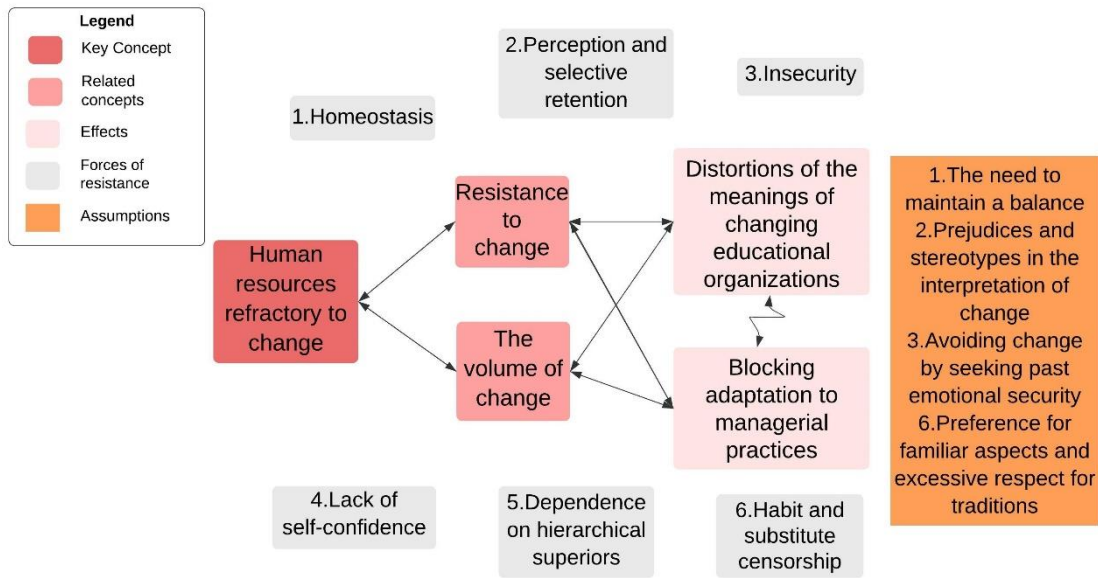 Legend
Key Concept
Related
concepts
Effects
Forces of
resistance
Assumptions
1.Homeostasis
2.Perception and
selective
retention
3.Insecurity
Human
resources
refractory to
change
Resistance
to
change
The
volume of
change
Distortions of the
meanings of
changing
educational
organizations
Blocking
adaptation to
managerial
practices
1.The need to
maintain a balance
2.Prejudices and
stereotypes in the
interpretation of
change
3.Avoiding change
by seeking past
emotional security
6.Preference for
familiar aspects and
excessive respect for
traditions
4.Lack of
self-confidence
5.Dependence
on hierarchical
superiors
6.Habit and
substitute
censorship